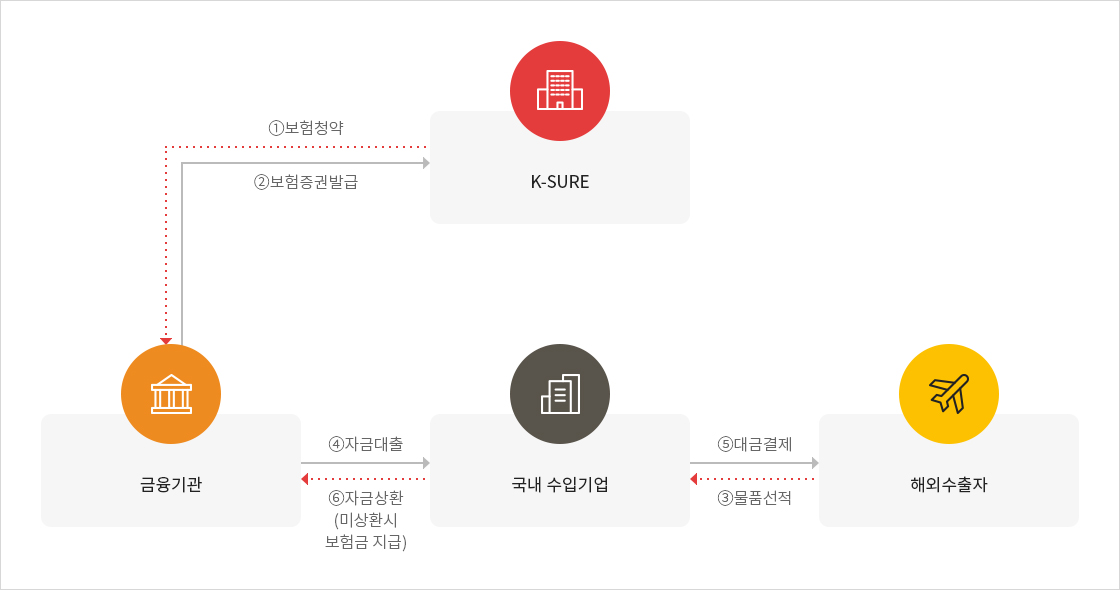 ①보험청약
②보험증권발급
K-SURE
④자금대출
⑤대금결제
금융기관
국내 수입기업
해외수출자
⑥자금상환
(미상환시
보험금 지급)
③물품선적